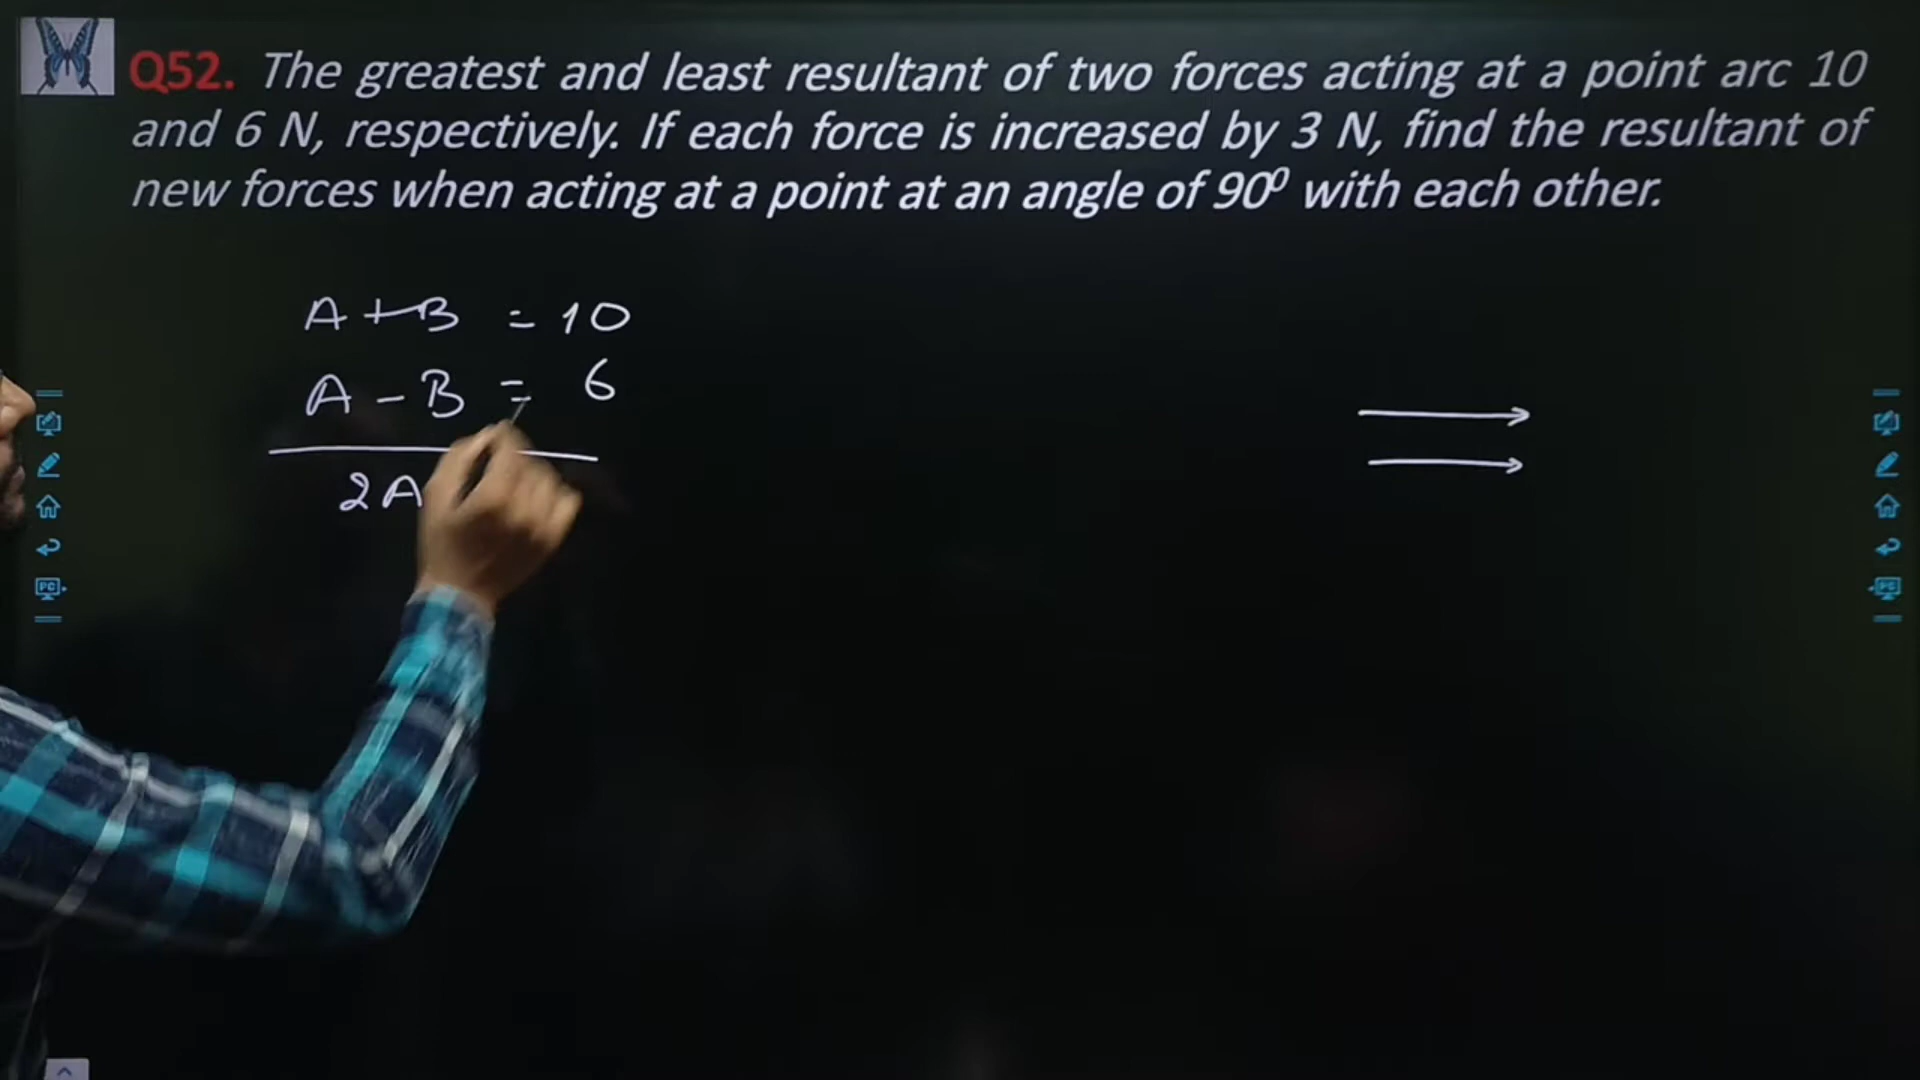 Q52. The greatest and least resultant of two forces acting at a point arc 10
and 6 N, respectively. If each force is increased by 3 N, find the resultant of
new forces when acting at a point at an angle of 90⁰ with each other.
A + B = 10
A - B = 6
2A
PC
PC